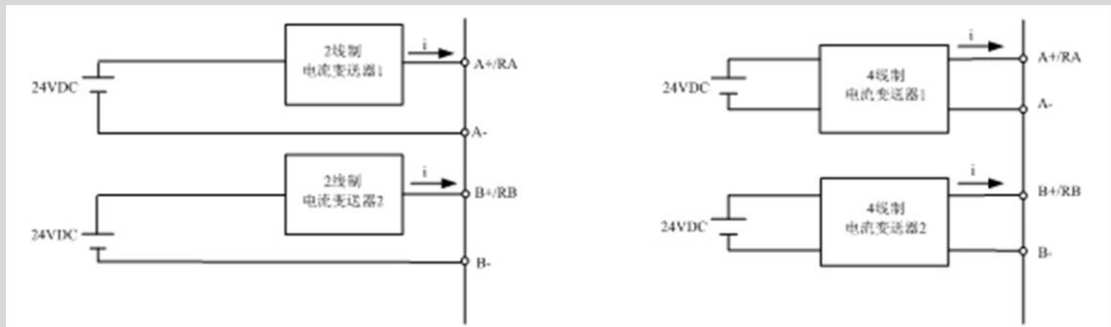 2线制
电流变送器1
i
A+/RA
24VDC
A-
2线制
电流变送器2
i
B+/RB
24VDC
B-
4线制
电流变送器1
i
A+/RA
24VDC
A-
4线制
电流变送器2
i
B+/RB
24VDC
B-